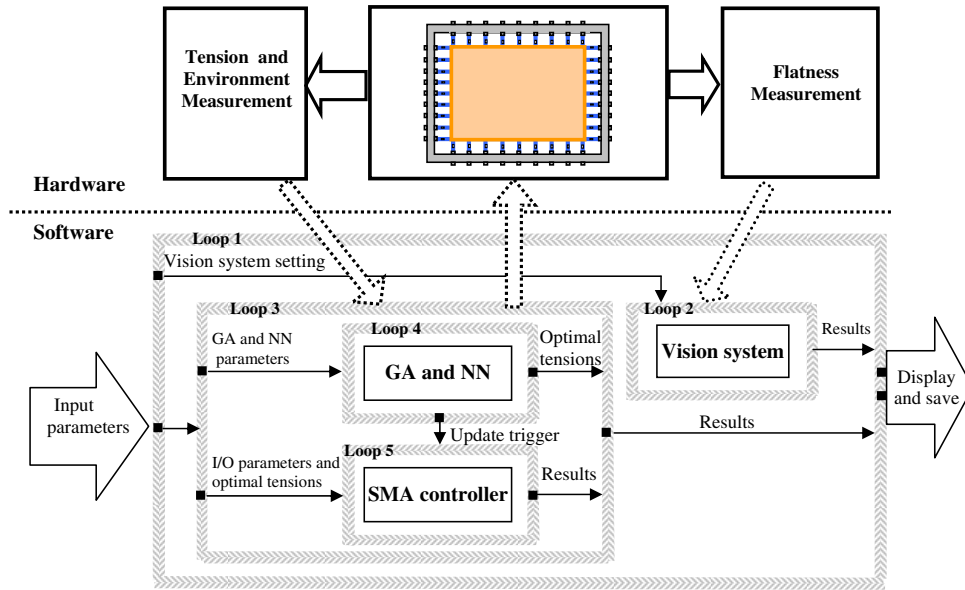 Tension and
Environment
Measurement
Flatness
Measurement
Hardware
Software
Loop 1
Vision system setting
Loop 3
Loop 2
GA and NN
parameters
Loop 4
GA and NN
Optimal
tensions
Vision system
Results
Input
parameters
Display
and save
Update trigger
Results
Loop 5
I/O parameters and
optimal tensions
SMA controller
Results